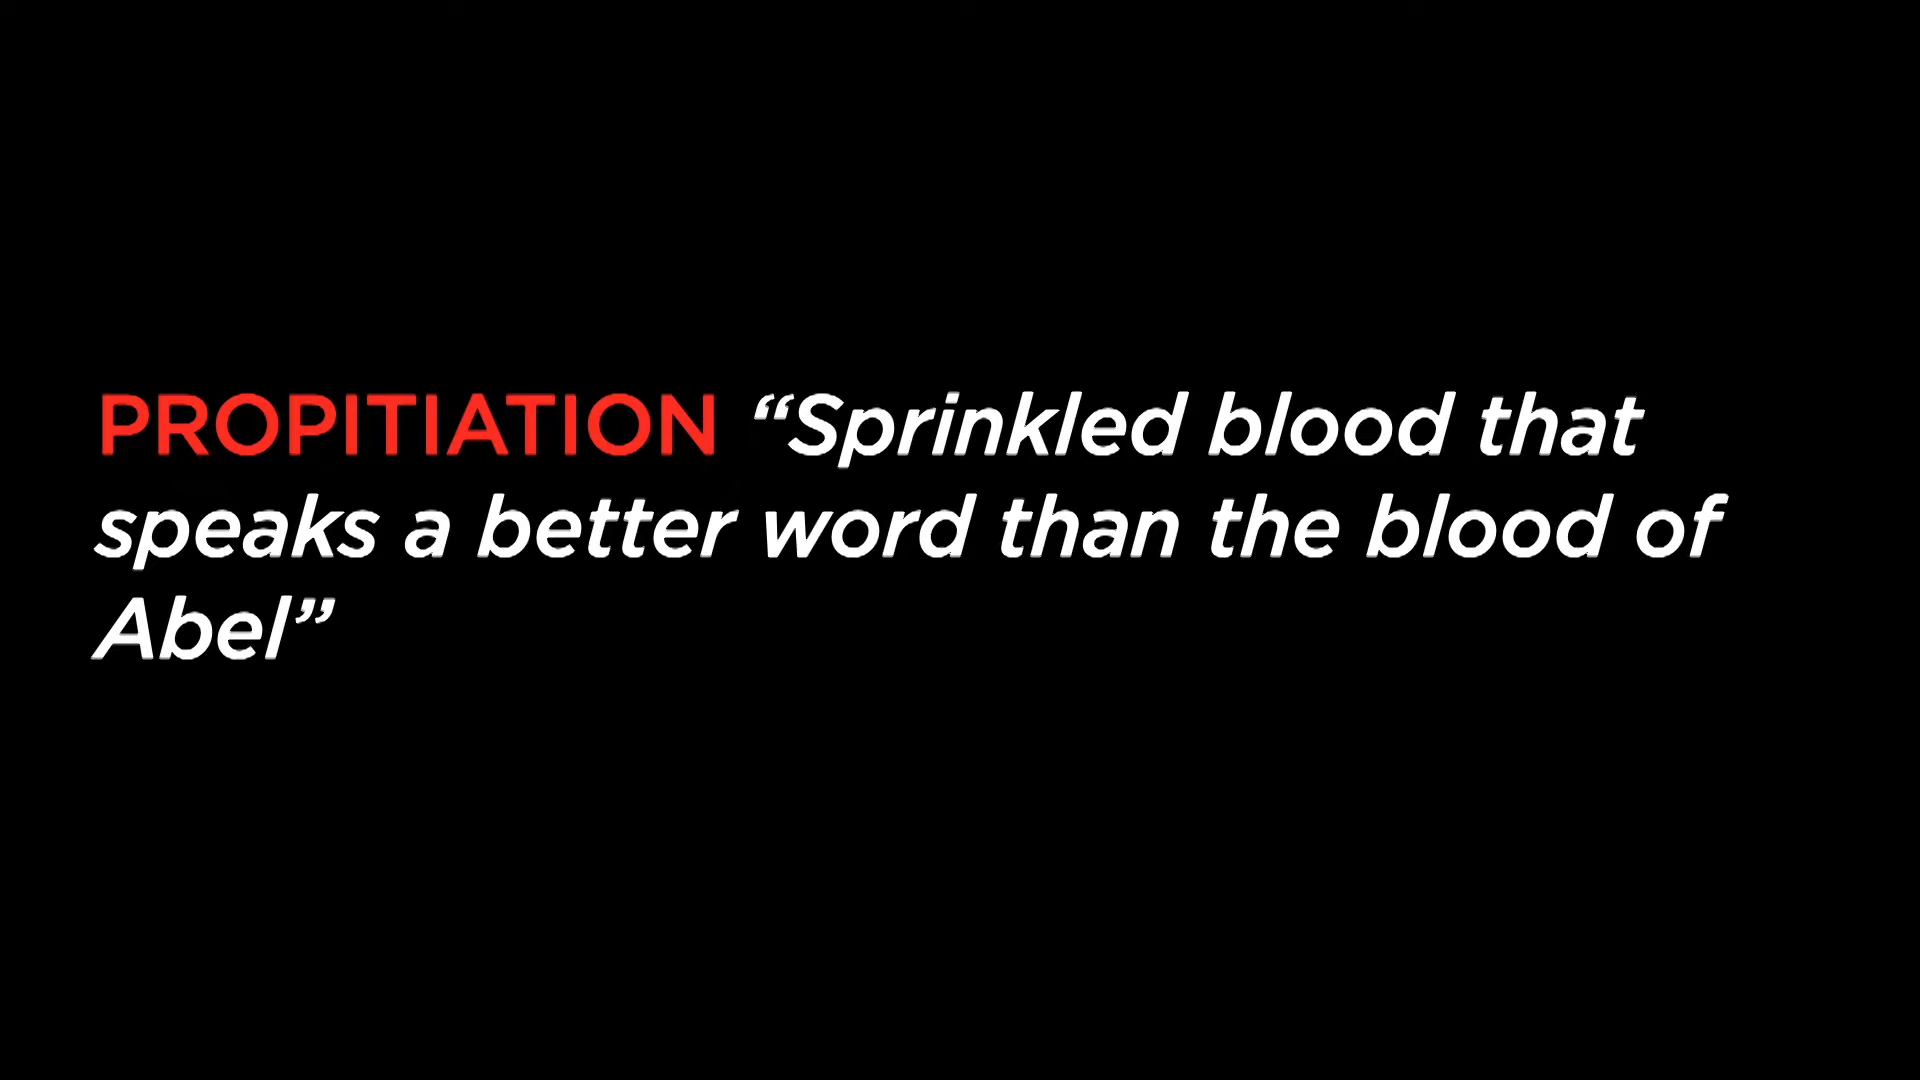 PROPITIATION “Sprinkled blood that
speaks a better word than the blood of
Abel”